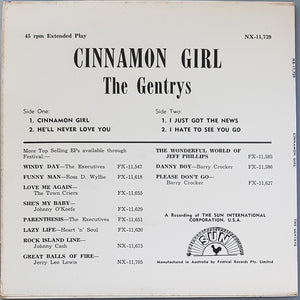 45 rpm Extended Play NX-11,729
CINNAMON GIRL
The Gentrys
Side One:
1. CINNAMON GIRL
2. HE'LL NEVER LOVE YOU
Side Two:
1. I JUST GOT THE NEWS
2. I HATE TO SEE YOU GO
More Top Selling EP's available through
Festival:—
WINDY DAY—The Executives FX-11,547
FUNNY MAN—Ross D. Wyllie FX-11,618
LOVE ME AGAIN—
The Town Criers FX-11,655
SHE'S MY BABY—
Johnny O'Keefe FX-11,629
PARENTHESIS—The Executives FX-11,621
LAZY LIFE—Heart 'n' Soul FX-11,620
ROCK ISLAND LINE—
Johnny Cash NX-11,673
GREAT BALLS OF FIRE—
Jerry Lee Lewis NX-11,705
THE WONDERFUL WORLD OF
JEFF PHILLIPS FX-11,585
DANNY BOY—Barry Crocker FX-11,586
PLEASE DON'T GO—
Barry Crocker FX-11,627
A Recording of THE SUN INTERNATIONAL
CORPORATION, U.S.A.
SUN
Manufactured in Australia by Festival Records Pty. Limited
CINNAMON GIRL
THE GENTRYS